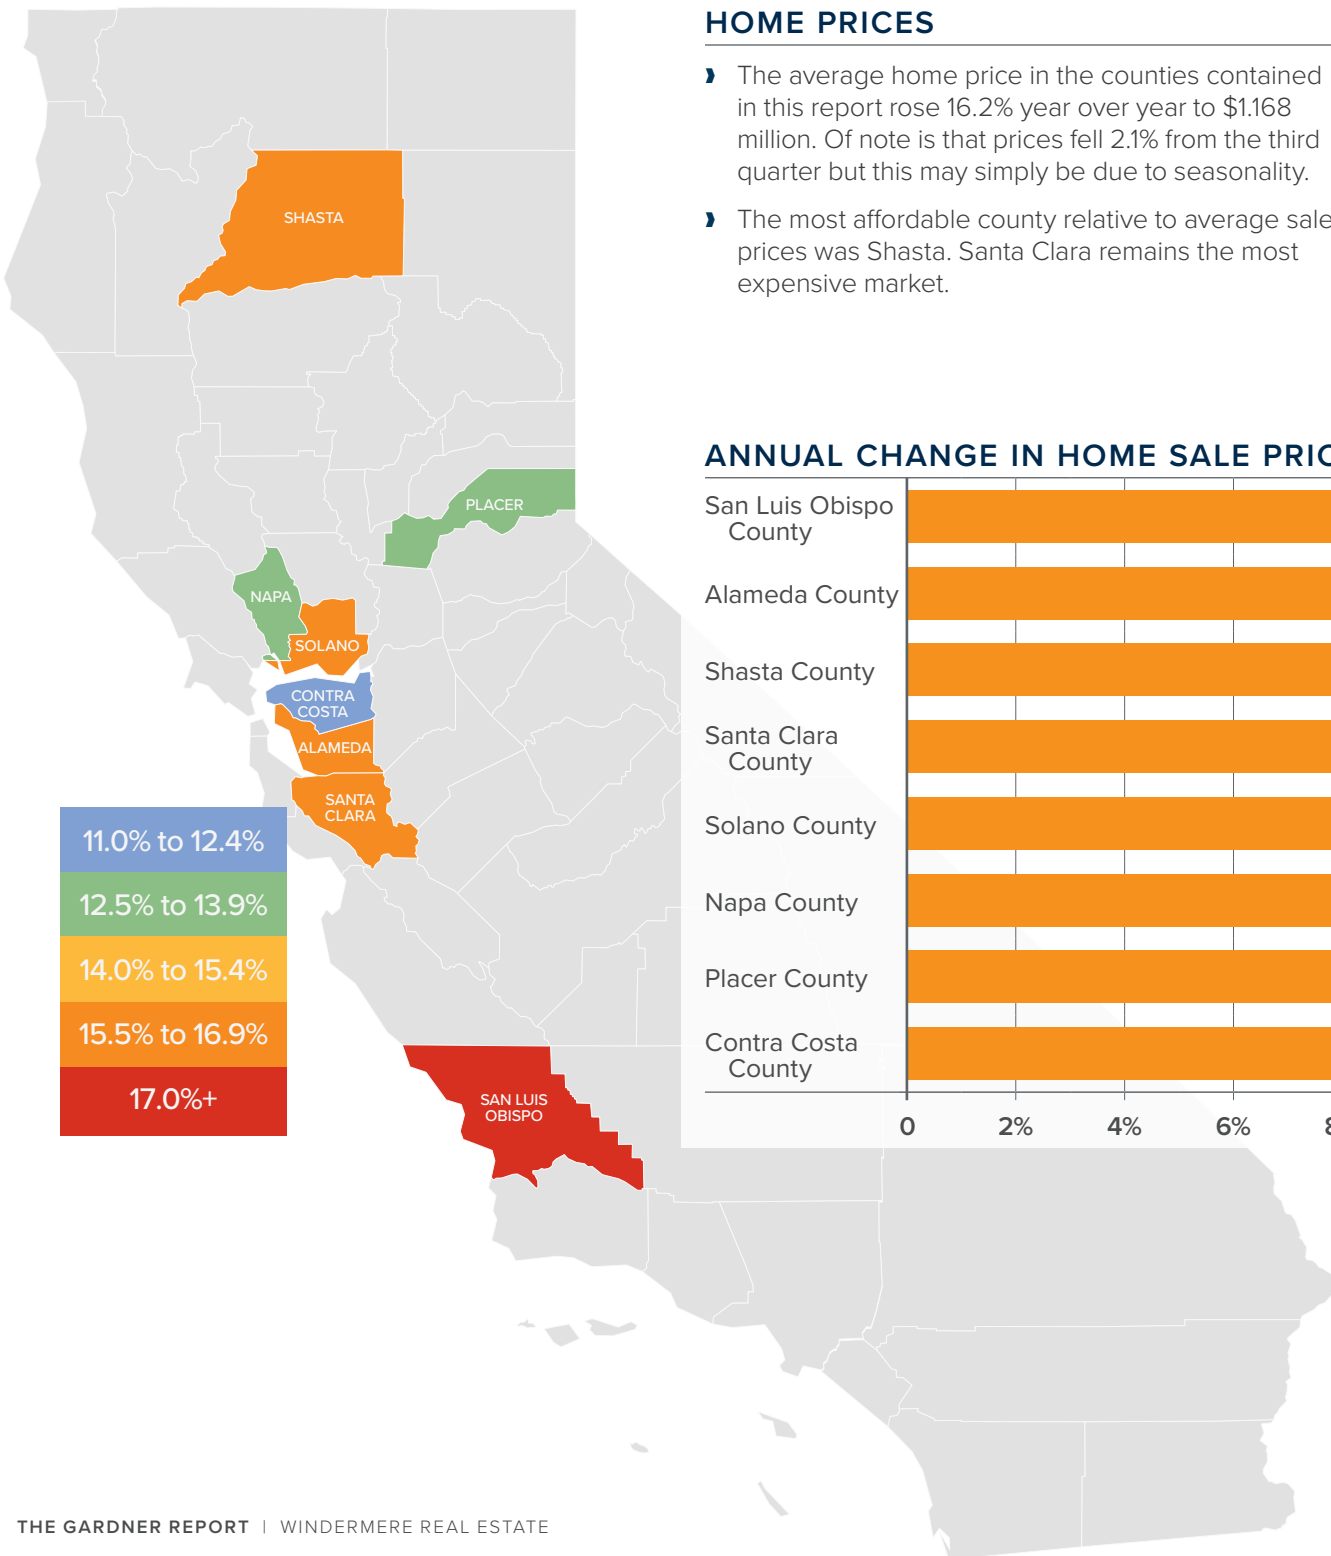 HOME PRICES
The average home price in the counties contained
in this report rose 16.2% year over year to $1.168
million. Of note is that prices fell 2.1% from the third
quarter but this may simply be due to seasonality.
The most affordable county relative to average sale
prices was Shasta. Santa Clara remains the most
expensive market.
ANNUAL CHANGE IN HOME SALE PRIC
San Luis Obispo
County
Alameda County
Shasta County
Santa Clara
County
Solano County
Napa County
Placer County
Contra Costa
County
0 2% 4% 6% 8
SHASTA
PLACER
NAPA
SOLANO
CONTRA
COSTA
ALAMEDA
SANTA
CLARA
SAN LUIS
OBISPO
11.0% to 12.4%
12.5% to 13.9%
14.0% to 15.4%
15.5% to 16.9%
17.0%+
THE GARDNER REPORT | WINDERMERE REAL ESTATE